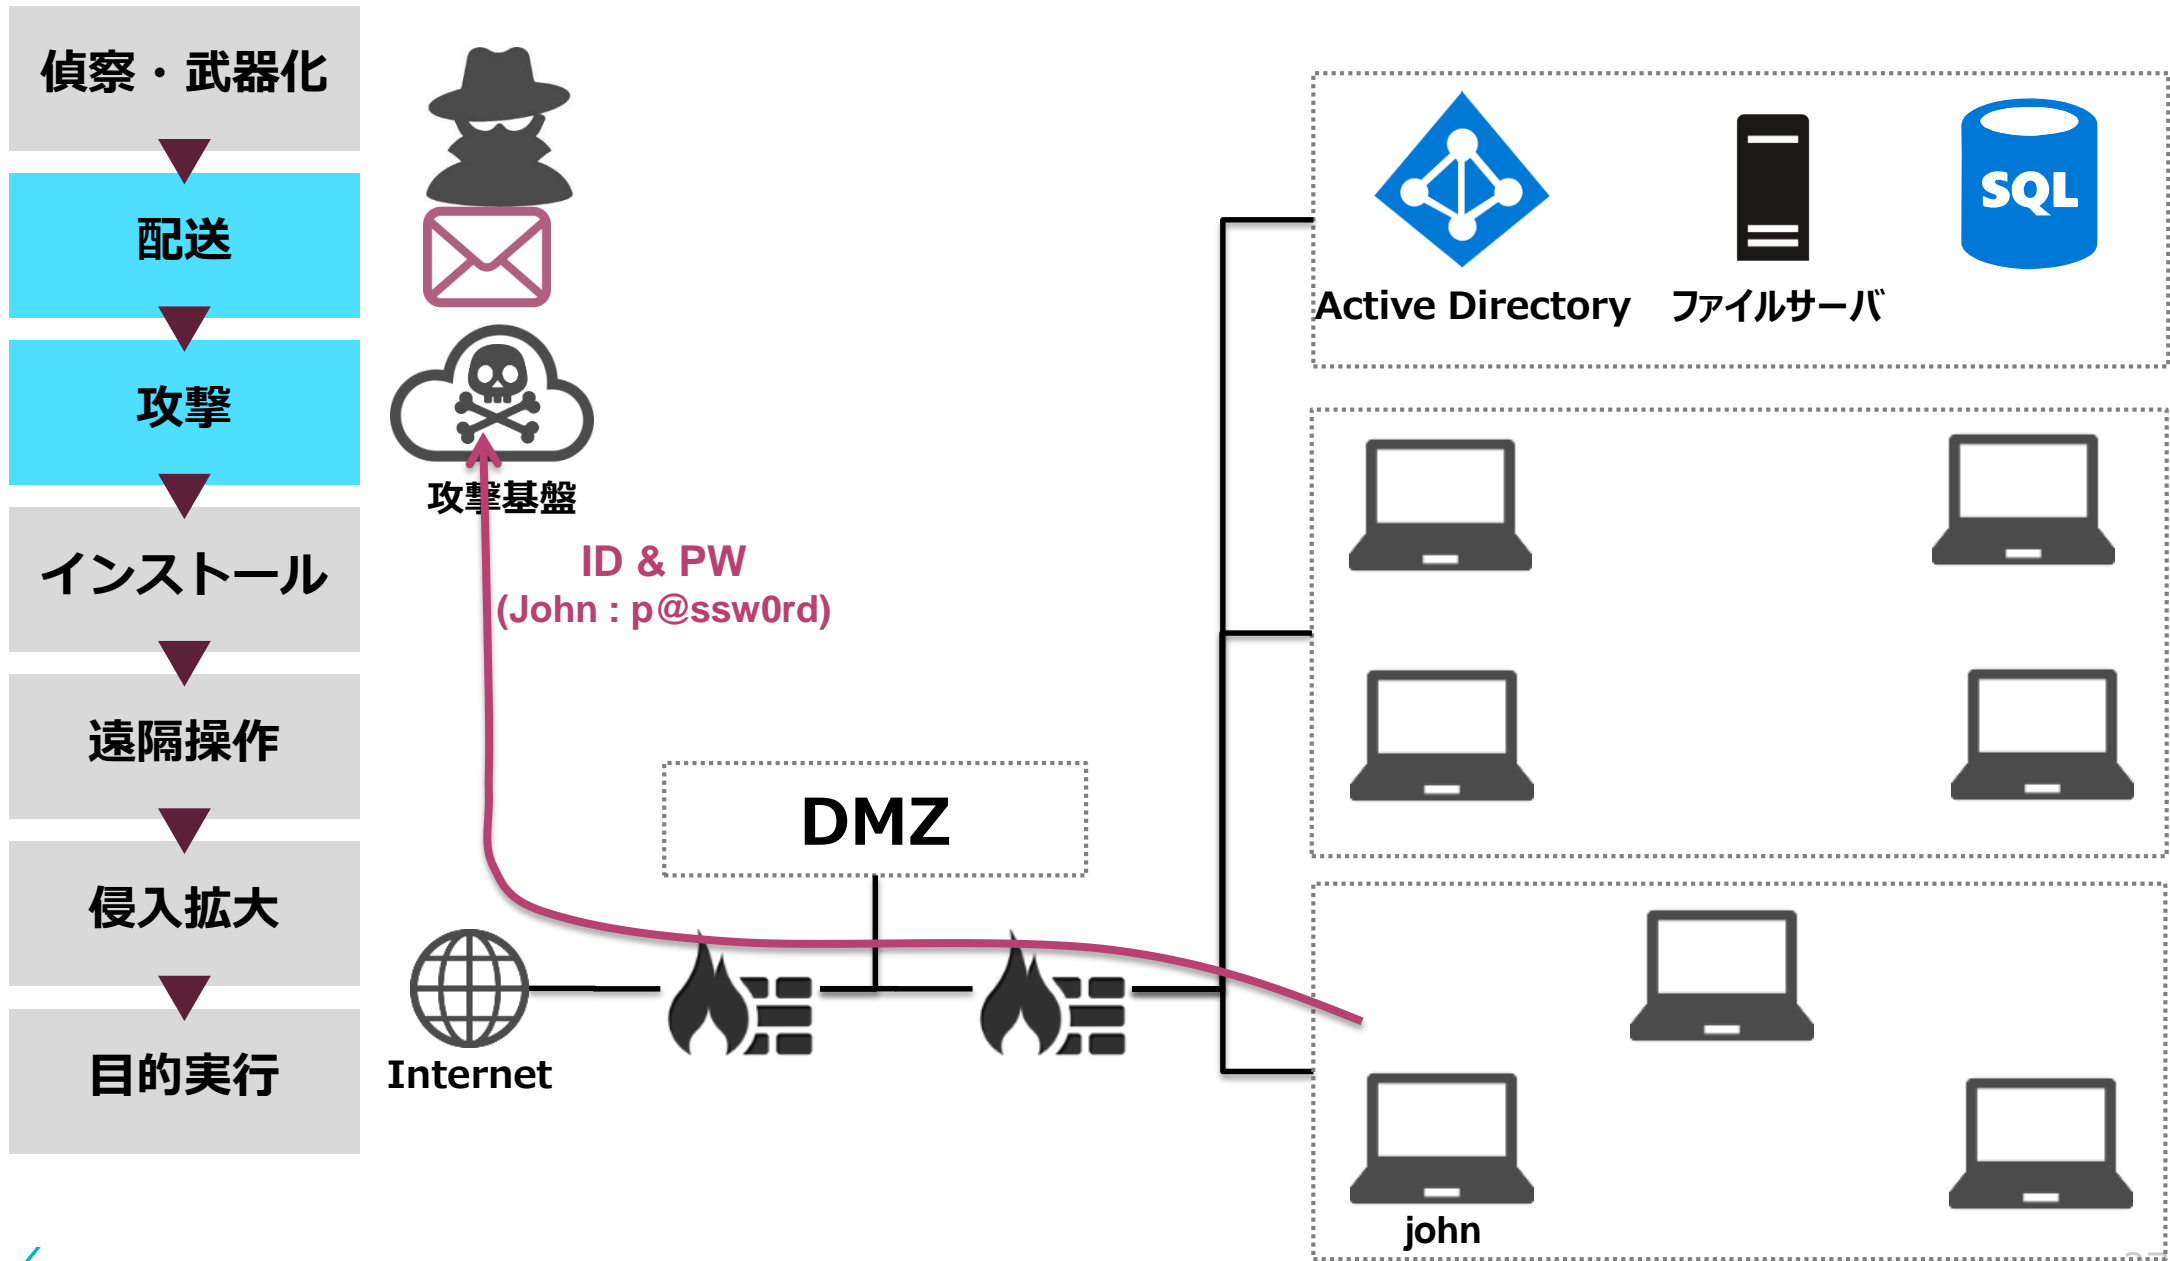 偵察・武器化
配送
攻撃
インストール
遠隔操作
侵入拡大
目的実行
攻撃基盤
ID & PW
(John : p@ssw0rd)
DMZ
Internet
Active Directory
ファイルサーバ
SQL
john